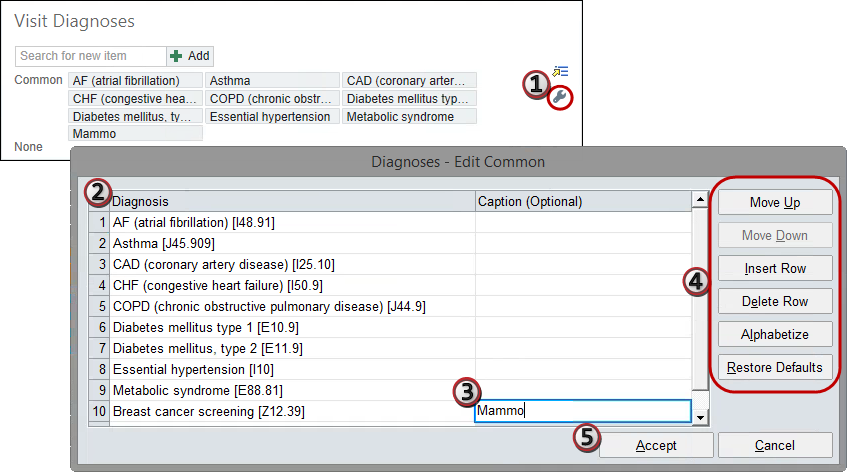 Visit Diagnoses
Search for new item Add
Common AF (atrial fibrillation) Asthma CAD (coronary arter...
1
CHF (congestive hea... COPD (chronic obstr... Diabetes mellitus typ...
Diabetes mellitus, ty... Essential hypertension Metabolic syndrome
Mammo
None
Diagnoses - Edit Common
2 Diagnosis Caption (Optional)
1 AF (atrial fibrillation) [I48.91]
2 Asthma [J45.909]
3 CAD (coronary artery disease) [I25.10]
4 CHF (congestive heart failure) [I50.9]
5 COPD (chronic obstructive pulmonary disease) [J44.9]
6 Diabetes mellitus type 1 [E10.9]
7 Diabetes mellitus, type 2 [E11.9]
8 Essential hypertension [I10]
9 Metabolic syndrome [E88.81]
3
10 Breast cancer screening [Z12.39] Mammo
4
Move Up
Move Down
Insert Row
Delete Row
Alphabetize
Restore Defaults
5 Accept Cancel